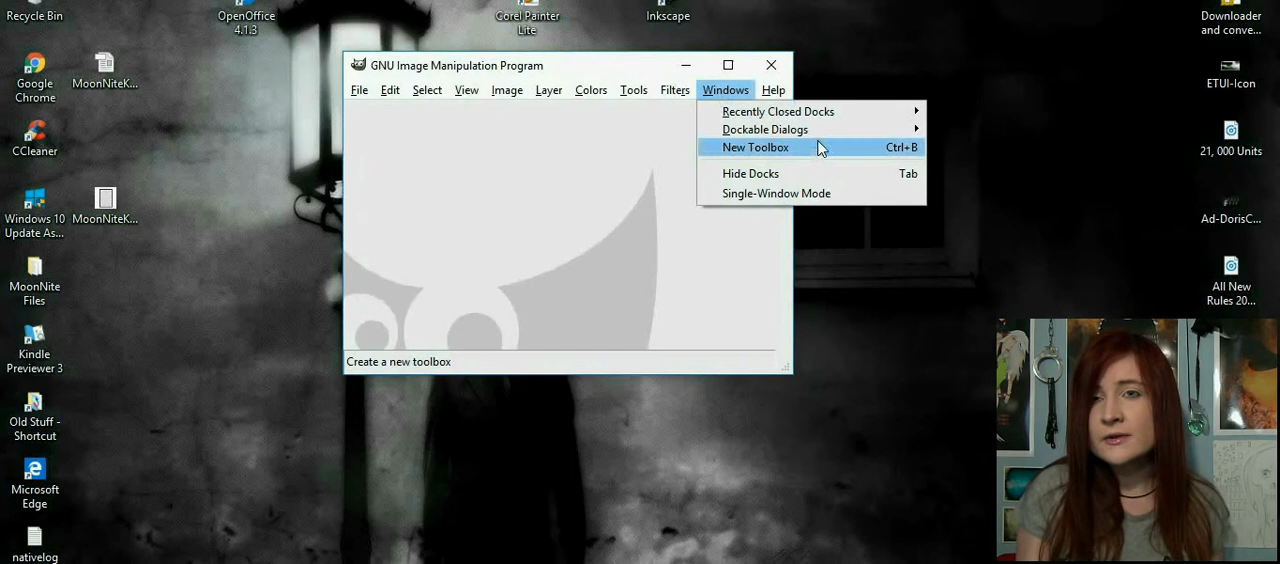 Recycle Bin
OpenOffice
4.1.3
Corel Painter
Lite
Inkscape
Downloader
and conve...
Google
Chrome
MoonNiteK...
ETUI-Icon
CCleaner
21, 000 Units
Windows 10
Update As...
MoonNiteK...
Ad-DorisC...
MoonNite
Files
All New
Rules 20...
Kindle
Previewer 3
Old Stuff -
Shortcut
Microsoft
Edge
nativelog
GNU Image Manipulation Program
File Edit Select View Image Layer Colors Tools Filters Windows Help
Recently Closed Docks
Dockable Dialogs
New Toolbox Ctrl+B
Hide Docks Tab
Single-Window Mode
Create a new toolbox